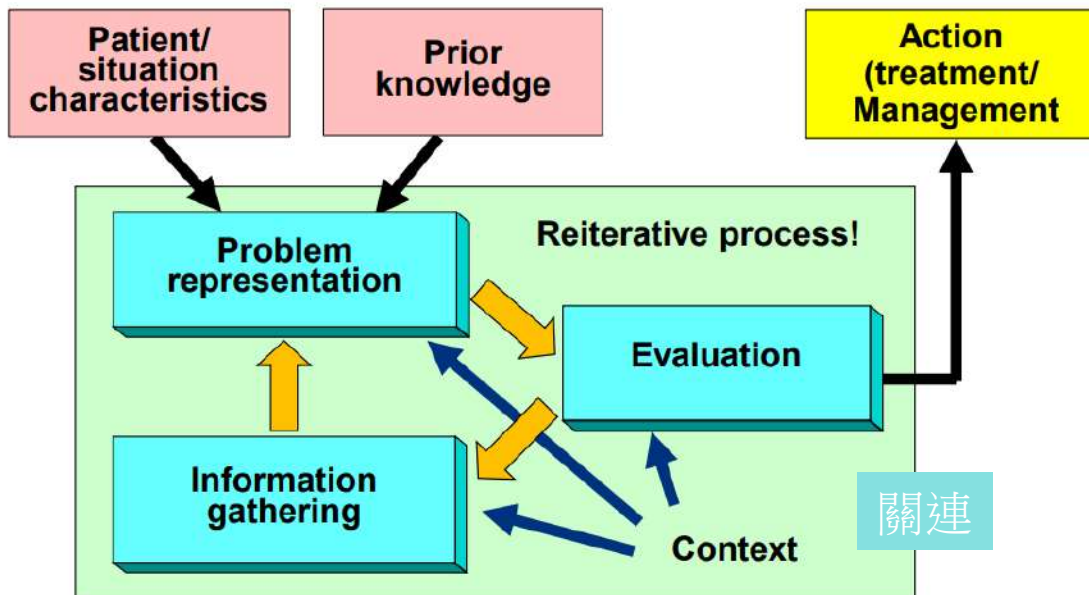 Patient/
situation
characteristics
Prior
knowledge
Action
(treatment/
Management
Problem
representation
Reiterative process!
Evaluation
Information
gathering
Context
關連